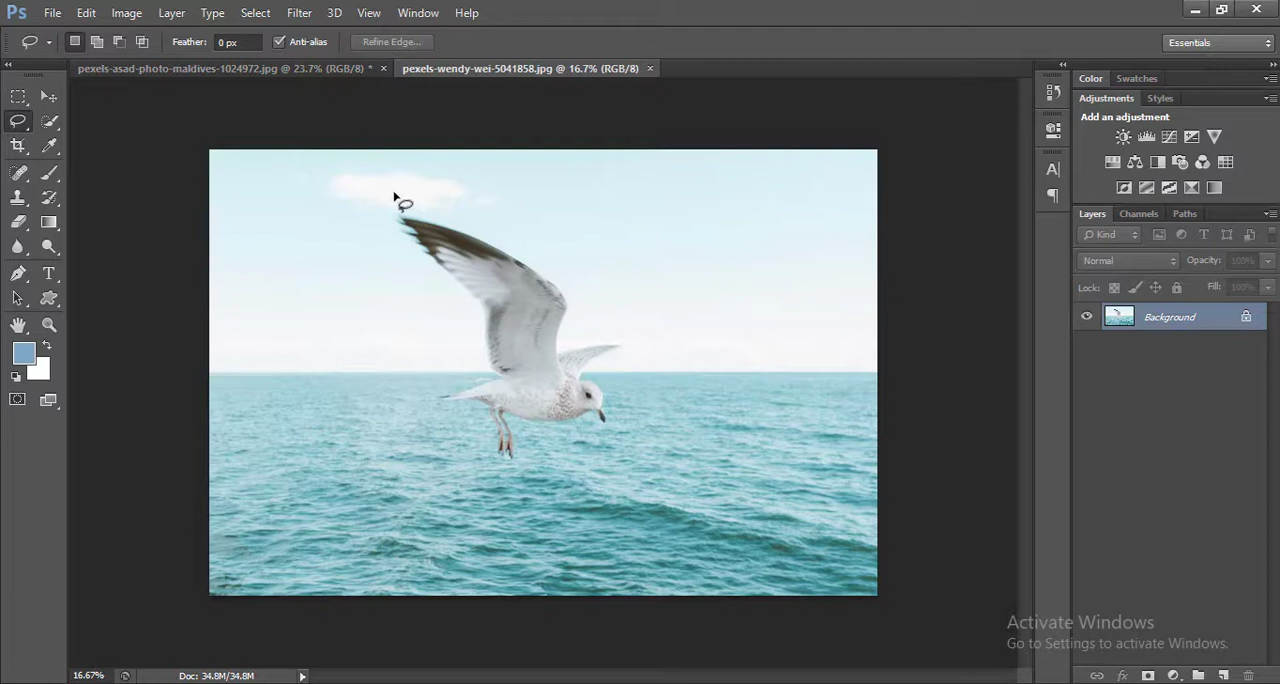 Ps File Edit Image Layer Type Select Filter 3D View Window Help
Feather: 0 px Anti-alias Refine Edge... Essentials
pexels-asad-photo-maldives-1024972.jpg @ 23.7% (RGB/8) * × pexels-wendy-wei-5041858.jpg @ 16.7% (RGB/8) ×
Color Swatches
Adjustments Styles
Add an adjustment
Layers Channels Paths
Kind
Normal Opacity: 100%
Lock: Fill: 100%
Background
Activate Windows
Go to Settings to activate Windows.
16.67% Doc: 34.8M/34.8M